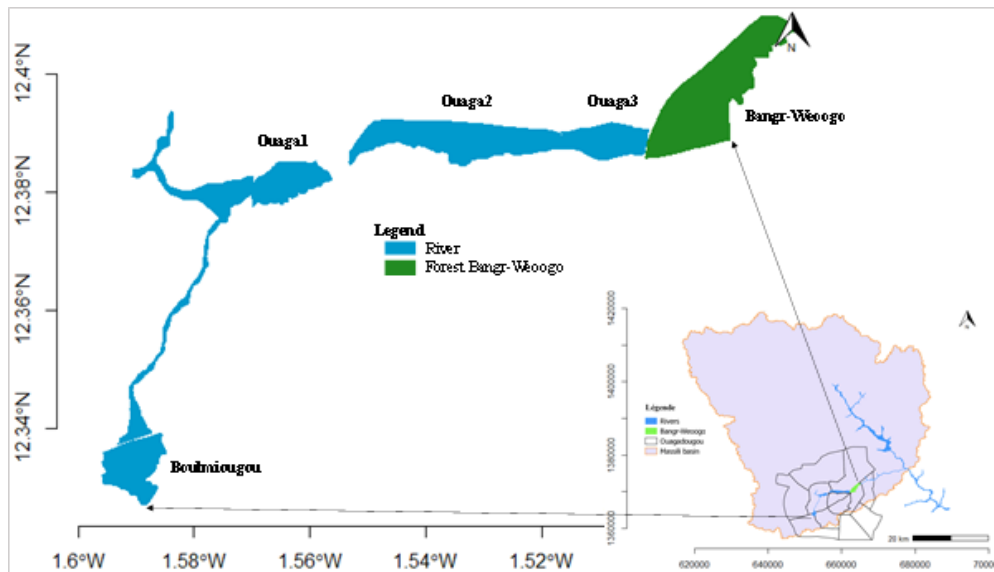 12.4°N
12.38°N
12.36°N
12.34°N
1.6°W
1.58°W
1.56°W
1.54°W
1.52°W
Ouaga1
Ouaga2
Ouaga3
Bangr-Weoogo
Boulmiougou
N
Legend
River
Forest Bangr-Weoogo
1420000
1400000
1380000
1360000
Légende
Rivers
Bangr-Weoogo
Ouagadougou
Massili basin
20 km
620000
640000
660000
680000
70000